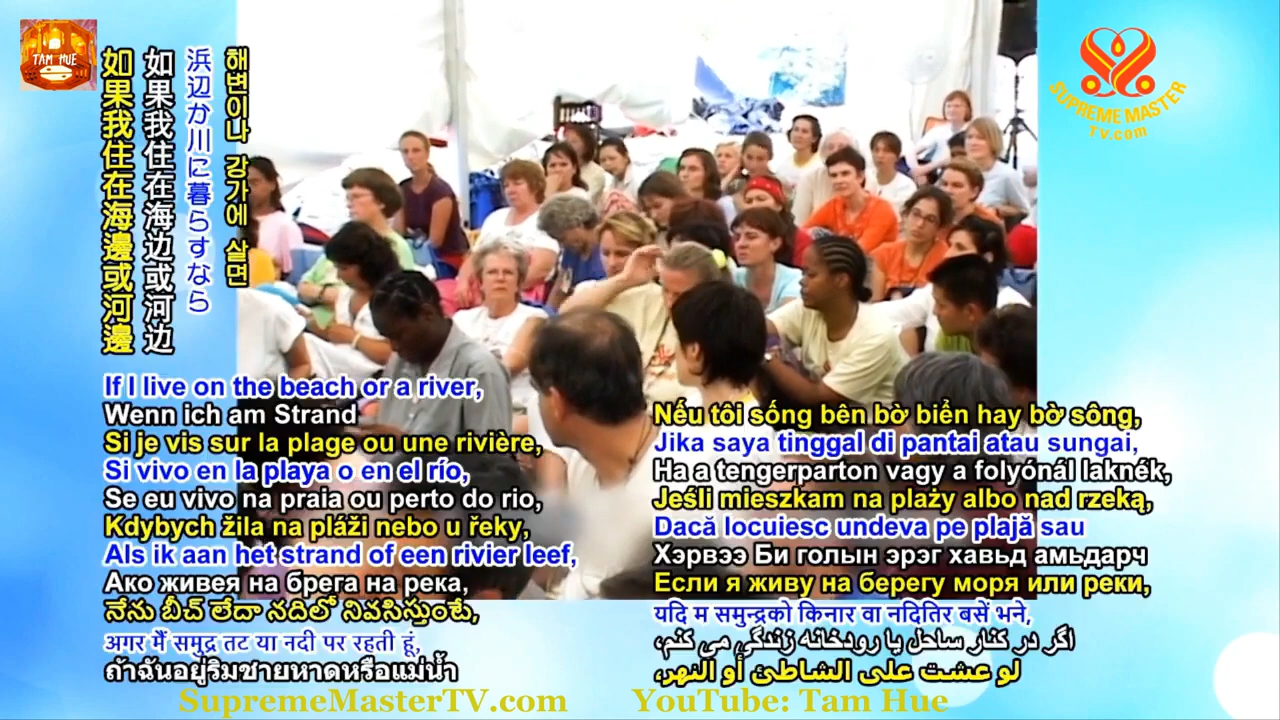 TAM HUE
SUPREME MASTER
TV.com
해변이나 강가에 살면
浜辺か川に暮らすなら
如果我住在海边或河边
如果我住在海邊或河邊
If I live on the beach or a river,
Wenn ich am Strand
Si je vis sur la plage ou une rivière,
Si vivo en la playa o en el río,
Se eu vivo na praia ou perto do rio,
Kdybych žila na pláži nebo u řeky,
Als ik aan het strand of een rivier leef,
Ако живея на брега на река,
నేను బీచ్ లేదా నదిలో నివసిస్తుంటే,
अगर मैं समुद्र तट या नदी पर रहती हूं,
ถ้าฉันอยู่ริมชายหาดหรือแม่น้ำ
Nếu tôi sống bên bờ biển hay bờ sông,
Jika saya tinggal di pantai atau sungai,
Ha a tengerparton vagy a folyónál laknék,
Jeśli mieszkam na plaży albo nad rzeką,
Dacă locuiesc undeva pe plajă sau
Хэрвээ Би голын эрэг хавьд амьдарч
Если я живу на берегу моря или реки,
यदि म समुन्द्रको किनार वा नदितिर बसें भने,
اگر در کنار ساحل یا رودخانه زندگی می کنم،
لو عشت على الشاطئ أو النهر،
SupremeMasterTV.com
YouTube: Tam Hue